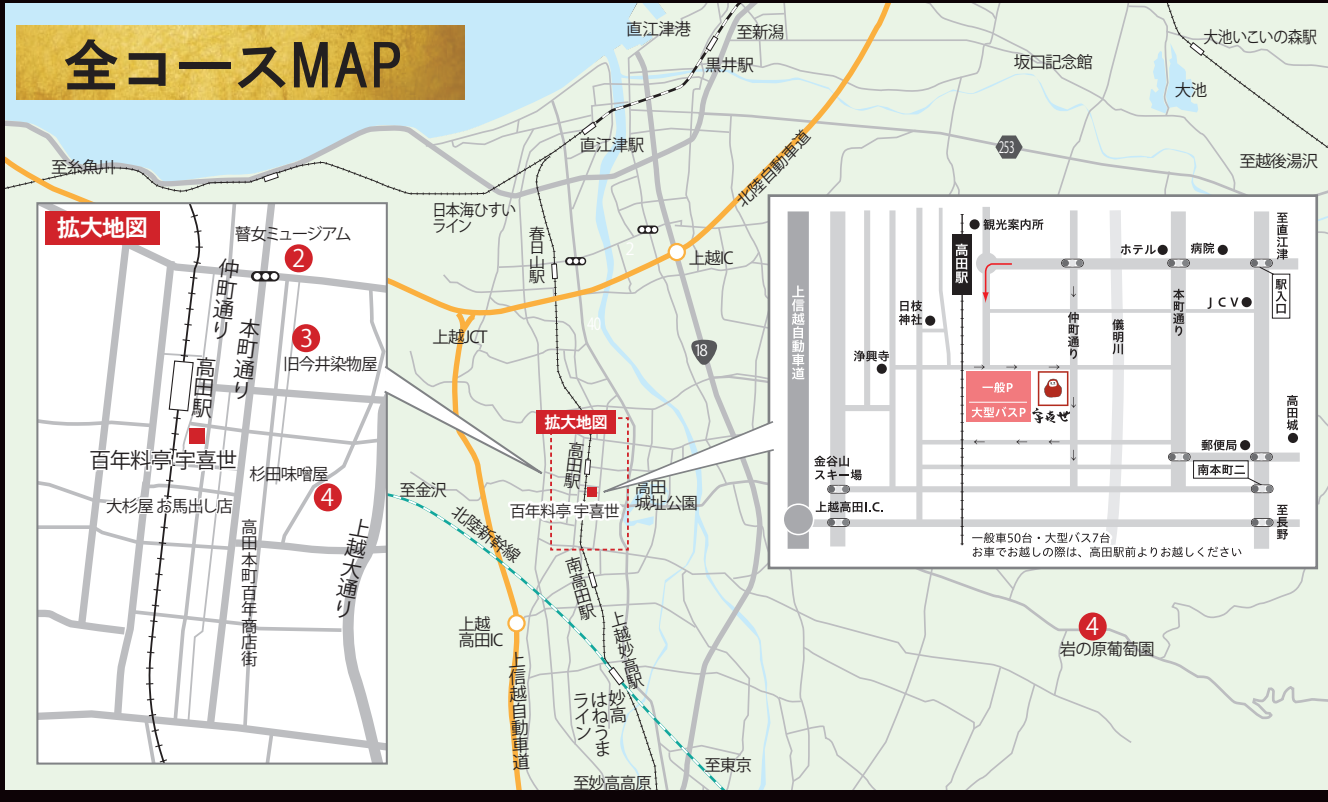 全コースMAP
直江津港
至新潟
黒井駅
坂口記念館
大池いこいの森駅
大池
253
至越後湯沢
直江津駅
北陸自動車道
至糸魚川
日本海ひすい
ライン
春日山駅
2
上越IC
上越JCT
40
18
拡大地図
高田駅
高田
城址公園
百年料亭 宇喜世
至金沢
北陸新幹線
南高田駅
上越
高田IC
上信越自動車道
上越妙高駅
妙高
はねうま
ライン
至東京
至妙高高原
4
岩の原葡萄園
拡大地図
瞽女ミュージアム
2
仲町通り
本町通り
3
旧今井染物屋
高田駅
百年料亭 宇喜世
杉田味噌屋
4
大杉屋 お馬出し店
高田本町百年商店街
上越大通り
観光案内所
高田駅
ホテル
病院
至直江津
駅入口
JCV
上信越自動車道
日枝
神社
仲町通り
儀明川
本町通り
浄興寺
一般P
大型バスP
宇喜世
高田城
郵便局
南本町二
金谷山
スキー場
上越高田I.C.
至長野
一般車50台・大型バス7台
お車でお越しの際は、高田駅前よりお越しください